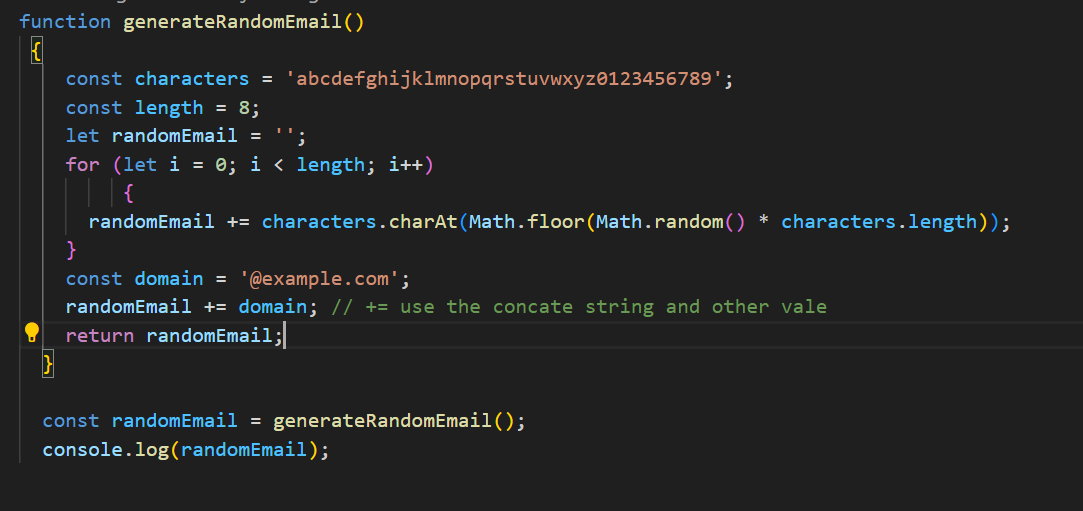 function generateRandomEmail()
{
const characters = 'abcdefghijklmnopqrstuvwxyz0123456789';
const length = 8;
let randomEmail = '';
for (let i = 0; i < length; i++)
{
randomEmail += characters.charAt(Math.floor(Math.random() * characters.length));
}
const domain = '@example.com';
randomEmail += domain; // += use the concate string and other vale
return randomEmail;
}
const randomEmail = generateRandomEmail();
console.log(randomEmail);